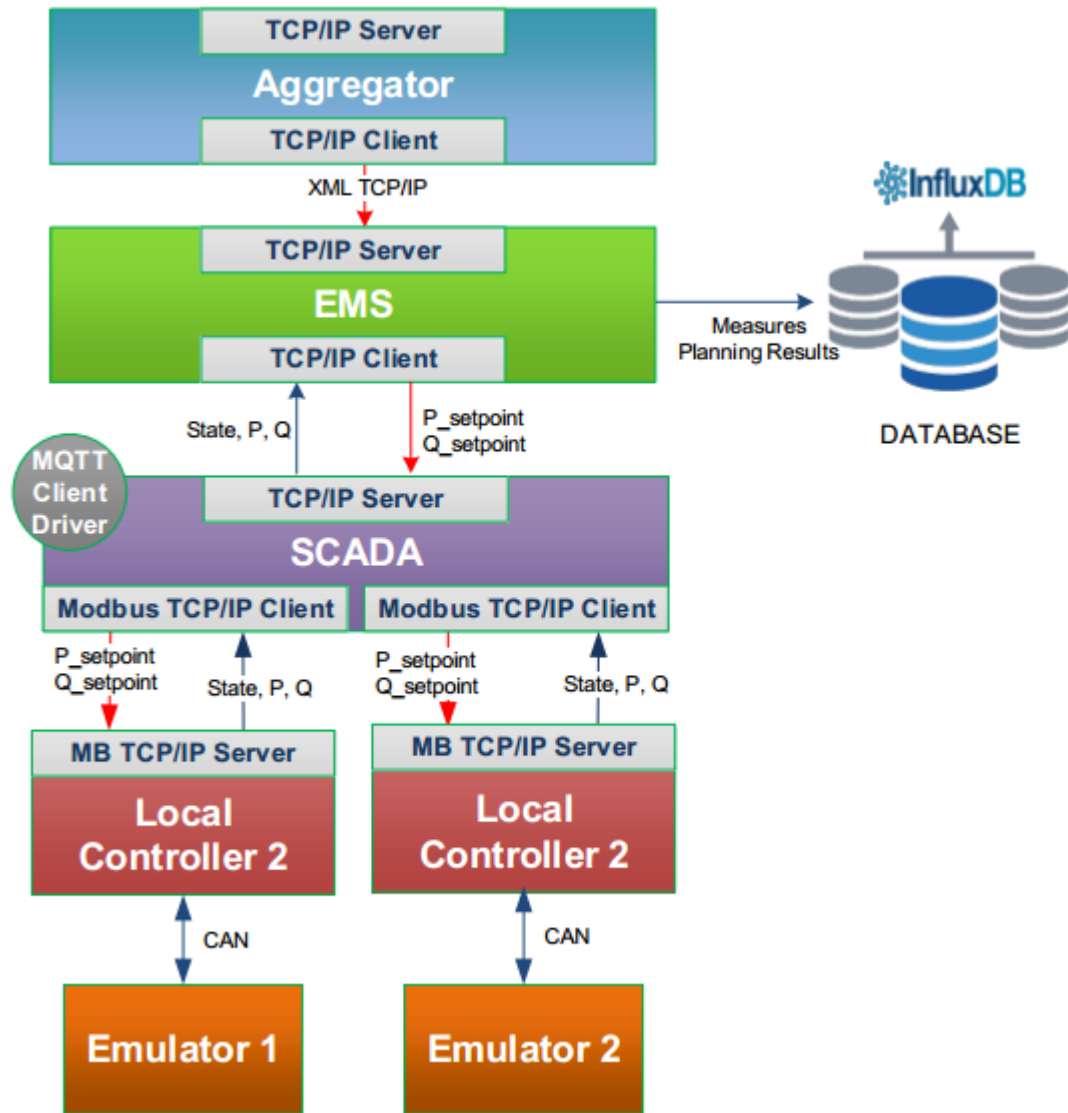 TCP/IP Server
Aggregator
TCP/IP Client
XML TCP/IP
InfluxDB
TCP/IP Server
EMS
TCP/IP Client
Measures
Planning Results
DATABASE
State, P, Q
P_setpoint
Q_setpoint
MQTT
Client
Driver
TCP/IP Server
SCADA
Modbus TCP/IP Client
Modbus TCP/IP Client
P_setpoint
Q_setpoint
State, P, Q
P_setpoint
Q_setpoint
State, P, Q
MB TCP/IP Server
Local
Controller 2
MB TCP/IP Server
Local
Controller 2
CAN
CAN
Emulator 1
Emulator 2